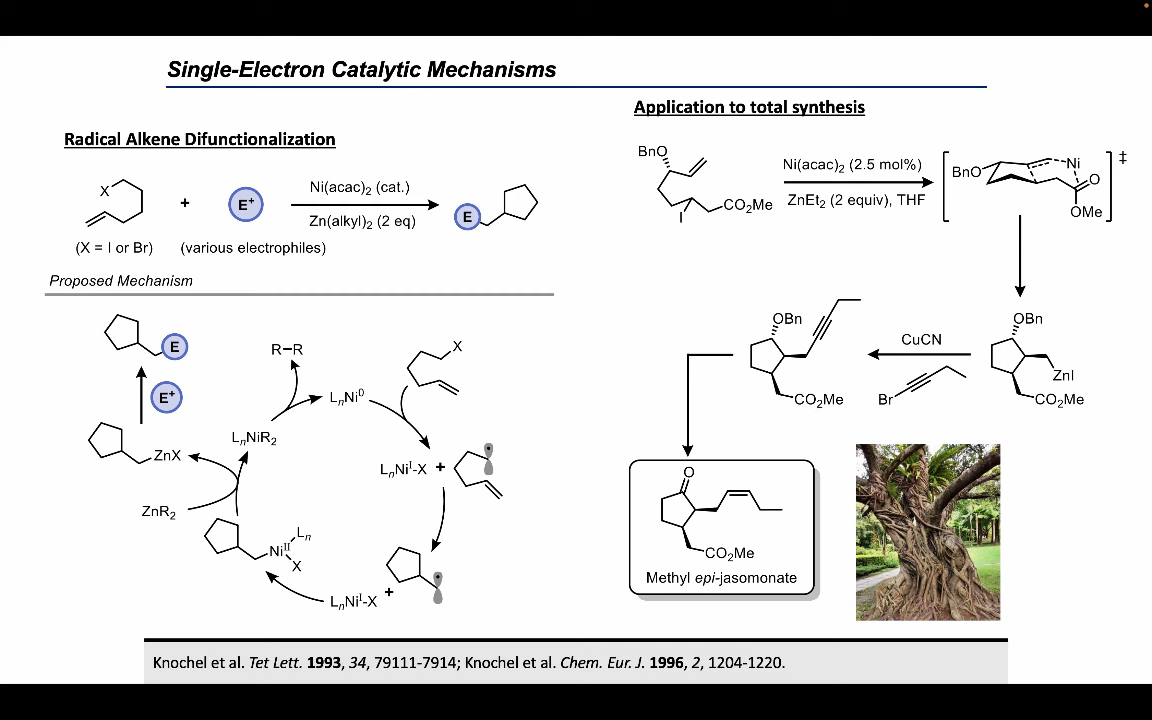 Single-Electron Catalytic Mechanisms
Radical Alkene Difunctionalization
X
+
E⁺
Ni(acac)₂ (cat.)
Zn(alkyl)₂ (2 eq)
E
(X = I or Br)
(various electrophiles)
Proposed Mechanism
E
E⁺
R–R
X
LₙNi⁰
LₙNiR₂
ZnX
LₙNiᴵ-X +
ZnR₂
Niᴵᴵ
Lₙ
X
LₙNiᴵ-X +
Application to total synthesis
BnO
I
CO₂Me
Ni(acac)₂ (2.5 mol%)
ZnEt₂ (2 equiv), THF
BnO
Ni
O
OMe
‡
OBn
ZnI
CO₂Me
CuCN
Br
OBn
CO₂Me
O
CO₂Me
Methyl epi-jasmonate
Knochel et al. Tet Lett. 1993, 34, 79111-7914; Knochel et al. Chem. Eur. J. 1996, 2, 1204-1220.